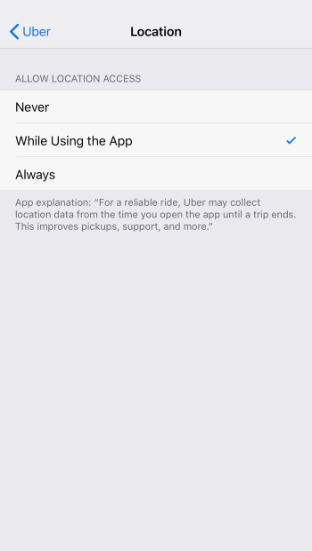 Uber
Location
ALLOW LOCATION ACCESS
Never
While Using the App
Always
App explanation: “For a reliable ride, Uber may collect
location data from the time you open the app until a trip ends.
This improves pickups, support, and more.”